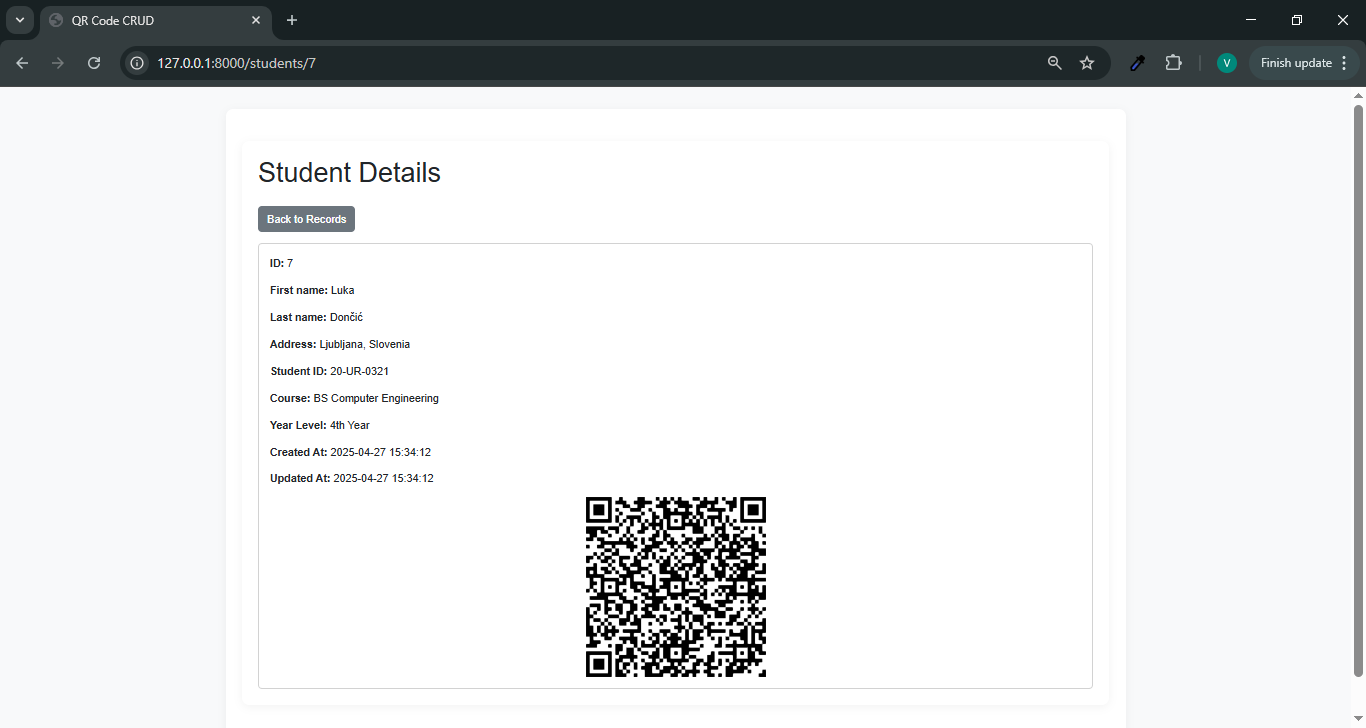 QR Code CRUD
127.0.0.1:8000/students/7
V
Finish update
Student Details
Back to Records
ID: 7
First name: Luka
Last name: Dončić
Address: Ljubljana, Slovenia
Student ID: 20-UR-0321
Course: BS Computer Engineering
Year Level: 4th Year
Created At: 2025-04-27 15:34:12
Updated At: 2025-04-27 15:34:12